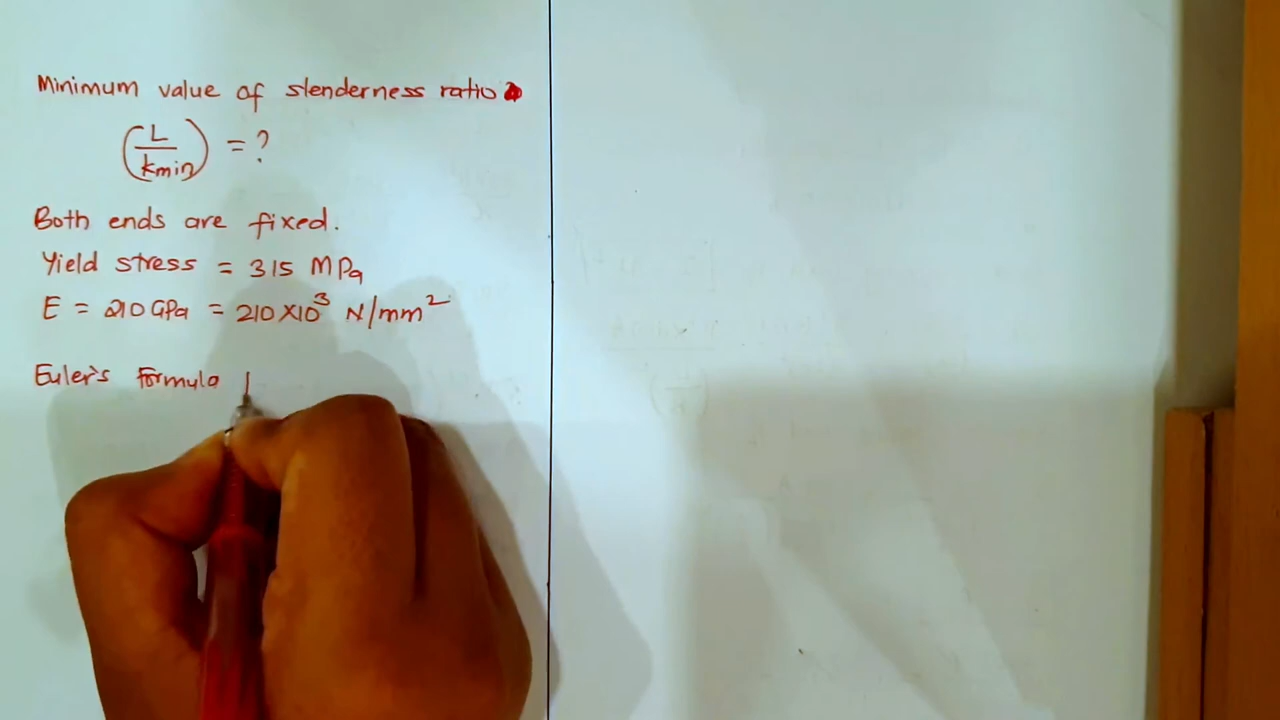 Minimum value of slenderness ratio
(L/kmin) = ?
Both ends are fixed.
Yield stress = 315 MPa
E = 210 GPa = 210 × 10³ N/mm²
Euler's Formula